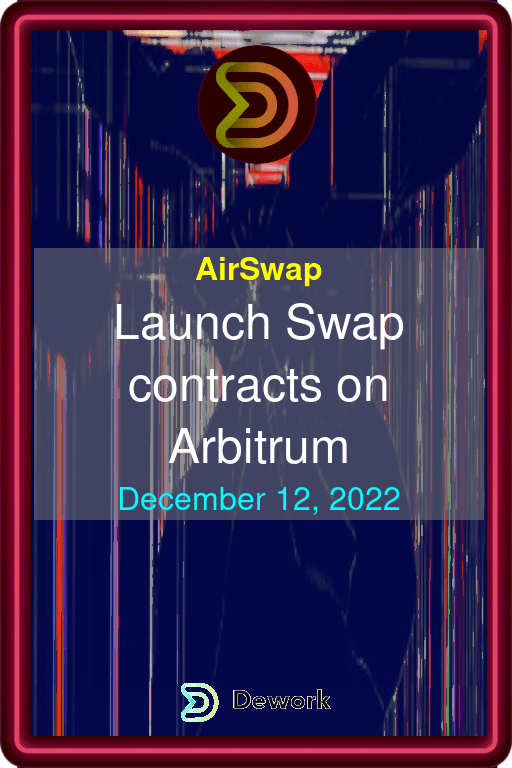 AirSwap
Launch Swap
contracts on
Arbitrum
December 12, 2022
Dework